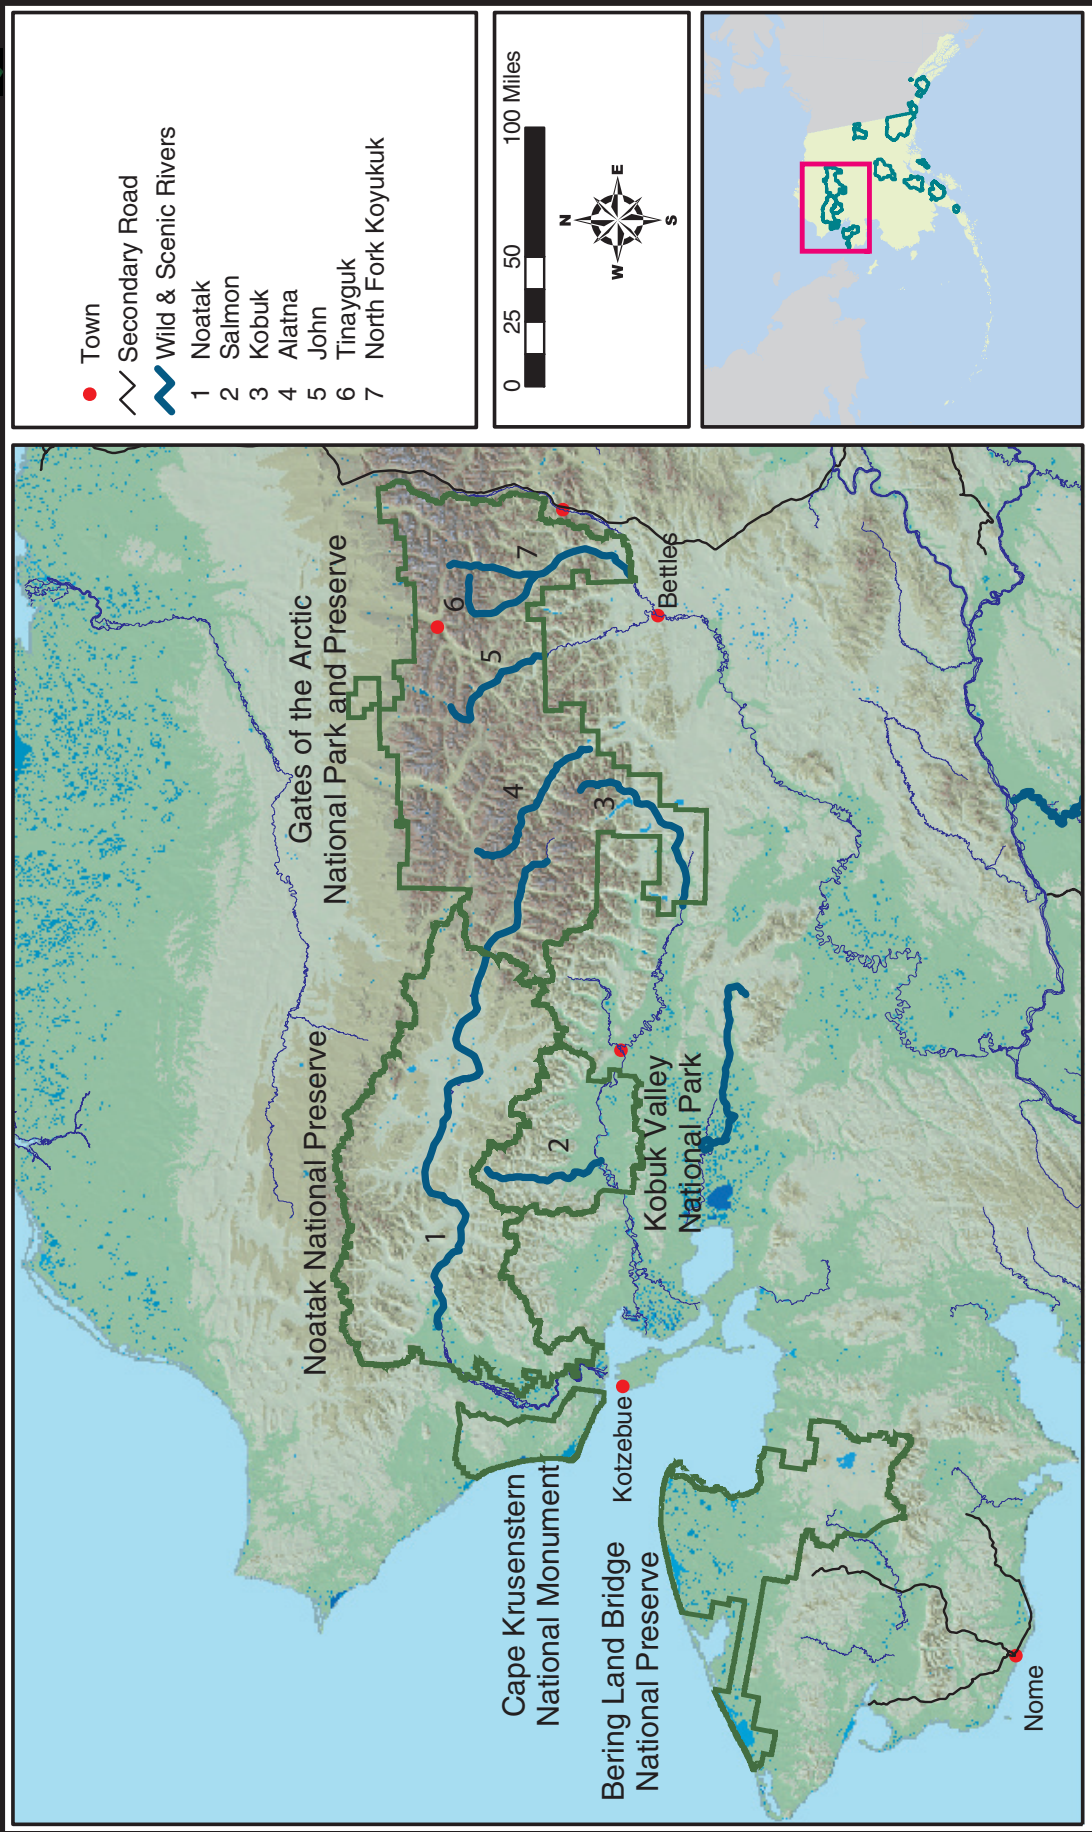 Town
Secondary Road
Wild & Scenic Rivers
1 Noatak
2 Salmon
3 Kobuk
4 Alatna
5 John
6 Tinayguk
7 North Fork Koyukuk
0 25 50 100 Miles
N
W E
S
Gates of the Arctic
National Park and Preserve
Noatak National Preserve
Cape Krusenstern
National Monument
Bering Land Bridge
National Preserve
Kobuk Valley
National Park
Kotzebue
Nome
Bettles
1
2
3
4
5
6
7